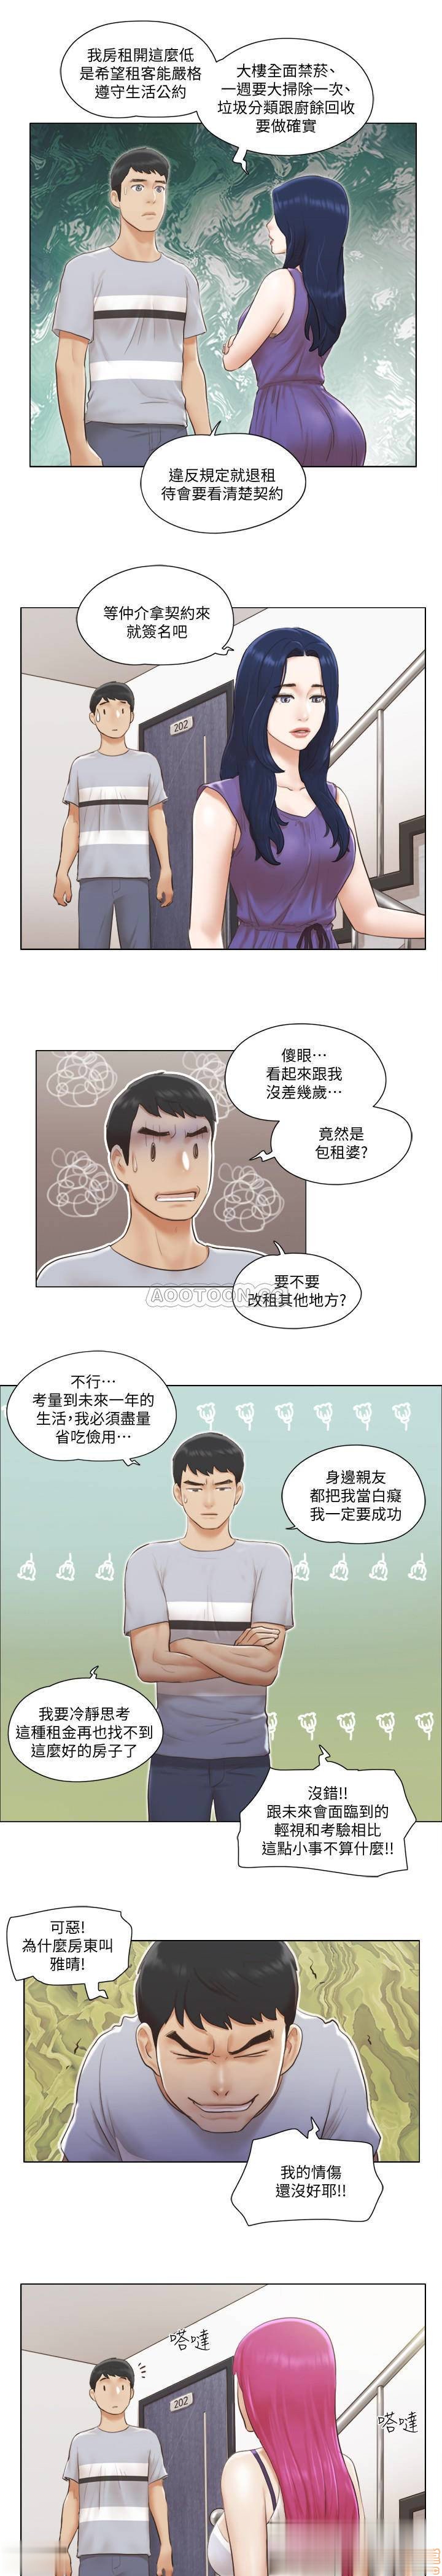 我房租開這麼低
是希望租客能嚴格
遵守生活公約
大樓全面禁菸、
一週要大掃除一次、
垃圾分類跟廚餘回收
要做確實
違反規定就退租
待會要看清楚契約
等仲介拿契約來
就簽名吧
202
傻眼…
看起來跟我
沒差幾歲…
竟然是
包租婆?
要不要
改租其他地方?
不行…
考量到未來一年的
生活,我必須盡量
省吃儉用…
身邊親友
都把我當白癡
我一定要成功
我要冷靜思考
這種租金再也找不到
這麼好的房子了
沒錯!!
跟未來會面臨到的
輕視和考驗相比
這點小事不算什麼!!
可惡!
為什麼房東叫
雅晴!
我的情傷
還沒好耶!!
嗒噠
202
嗒噠